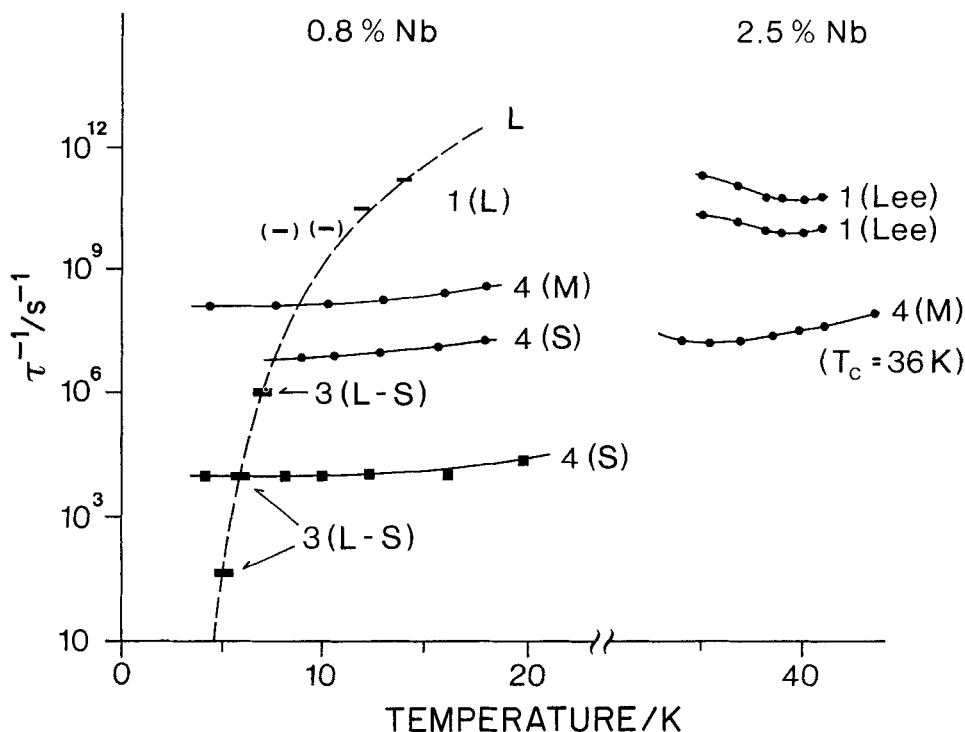 0.8 % Nb
2.5 % Nb
10¹²
10⁹
10⁶
10³
10
τ⁻¹/s⁻¹
L
1 (L)
(–) (–)
4 (M)
4 (S)
3 (L-S)
4 (S)
3 (L-S)
1 (Lee)
1 (Lee)
4 (M)
(T_c = 36 K)
0
10
20
40
TEMPERATURE/K